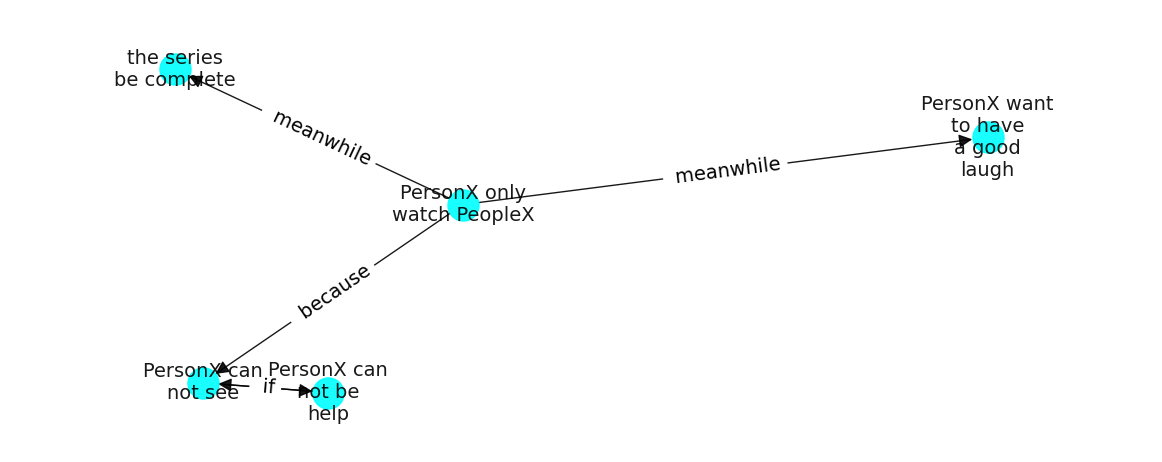 the series
be complete
meanwhile
PersonX want
to have
a good
laugh
meanwhile
PersonX only
watch PeopleX
because
PersonX can
not see
if
PersonX can
not be
help